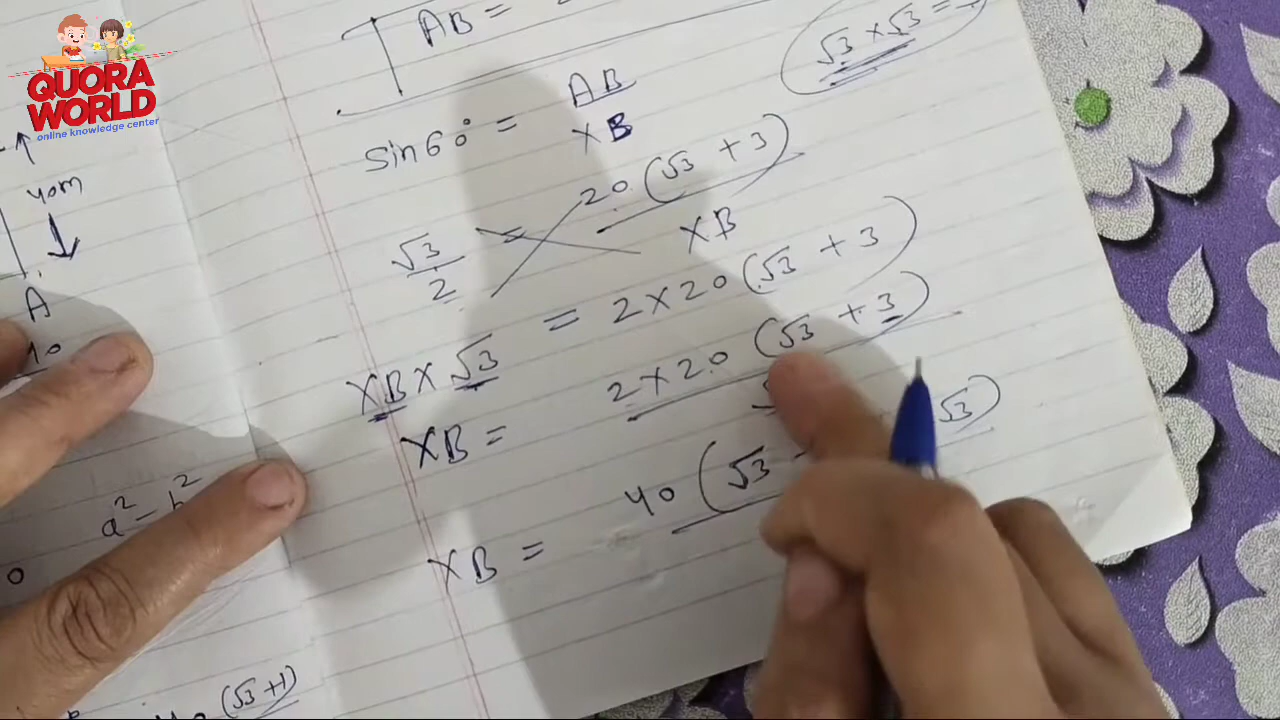 QUORA
WORLD
online knowledge center
AB =
√3 × √3 =
sin 60° = AB
XB
40m
A
√3 = 20 (√3 + 3)
2 XB
XB × √3 = 2 × 20 (√3 + 3)
XB = 2 × 20 (√3 + 3)
40 (√3 √3)
XB =
a² - b²
(√3 + 1)